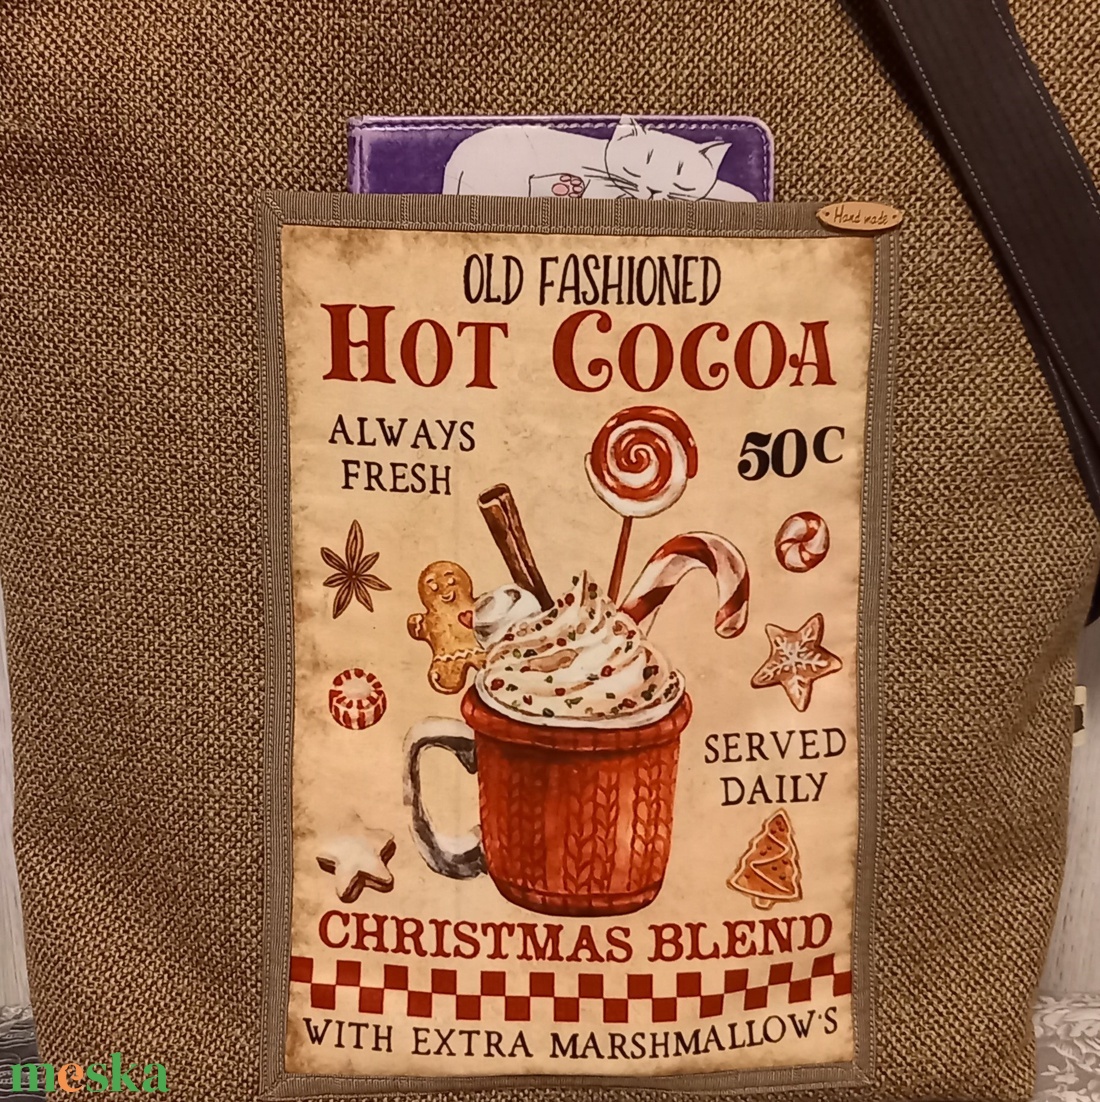 Hand made
OLD FASHIONED
HOT COCOA
ALWAYS
FRESH
50C
SERVED
DAILY
CHRISTMAS BLEND
WITH EXTRA MARSHMALLOW'S
meska